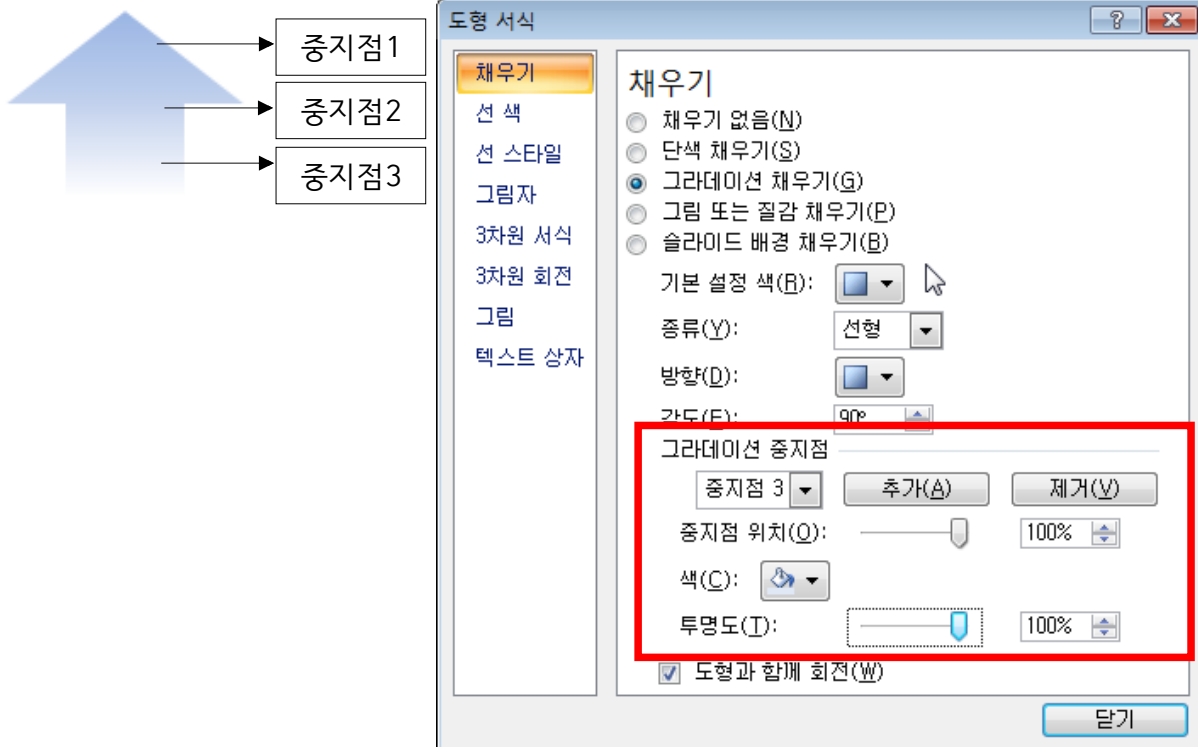 중지점1
중지점2
중지점3
도형 서식
채우기
선 색
선 스타일
그림자
3차원 서식
3차원 회전
그림
텍스트 상자
채우기
채우기 없음(N)
단색 채우기(S)
그라데이션 채우기(G)
그림 또는 질감 채우기(P)
슬라이드 배경 채우기(B)
기본 설정 색(R):
종류(Y): 선형
방향(D):
각도(E): 90°
그라데이션 중지점
중지점 3 추가(A) 제거(V)
중지점 위치(O): 100%
색(C):
투명도(T): 100%
도형과 함께 회전(W)
닫기